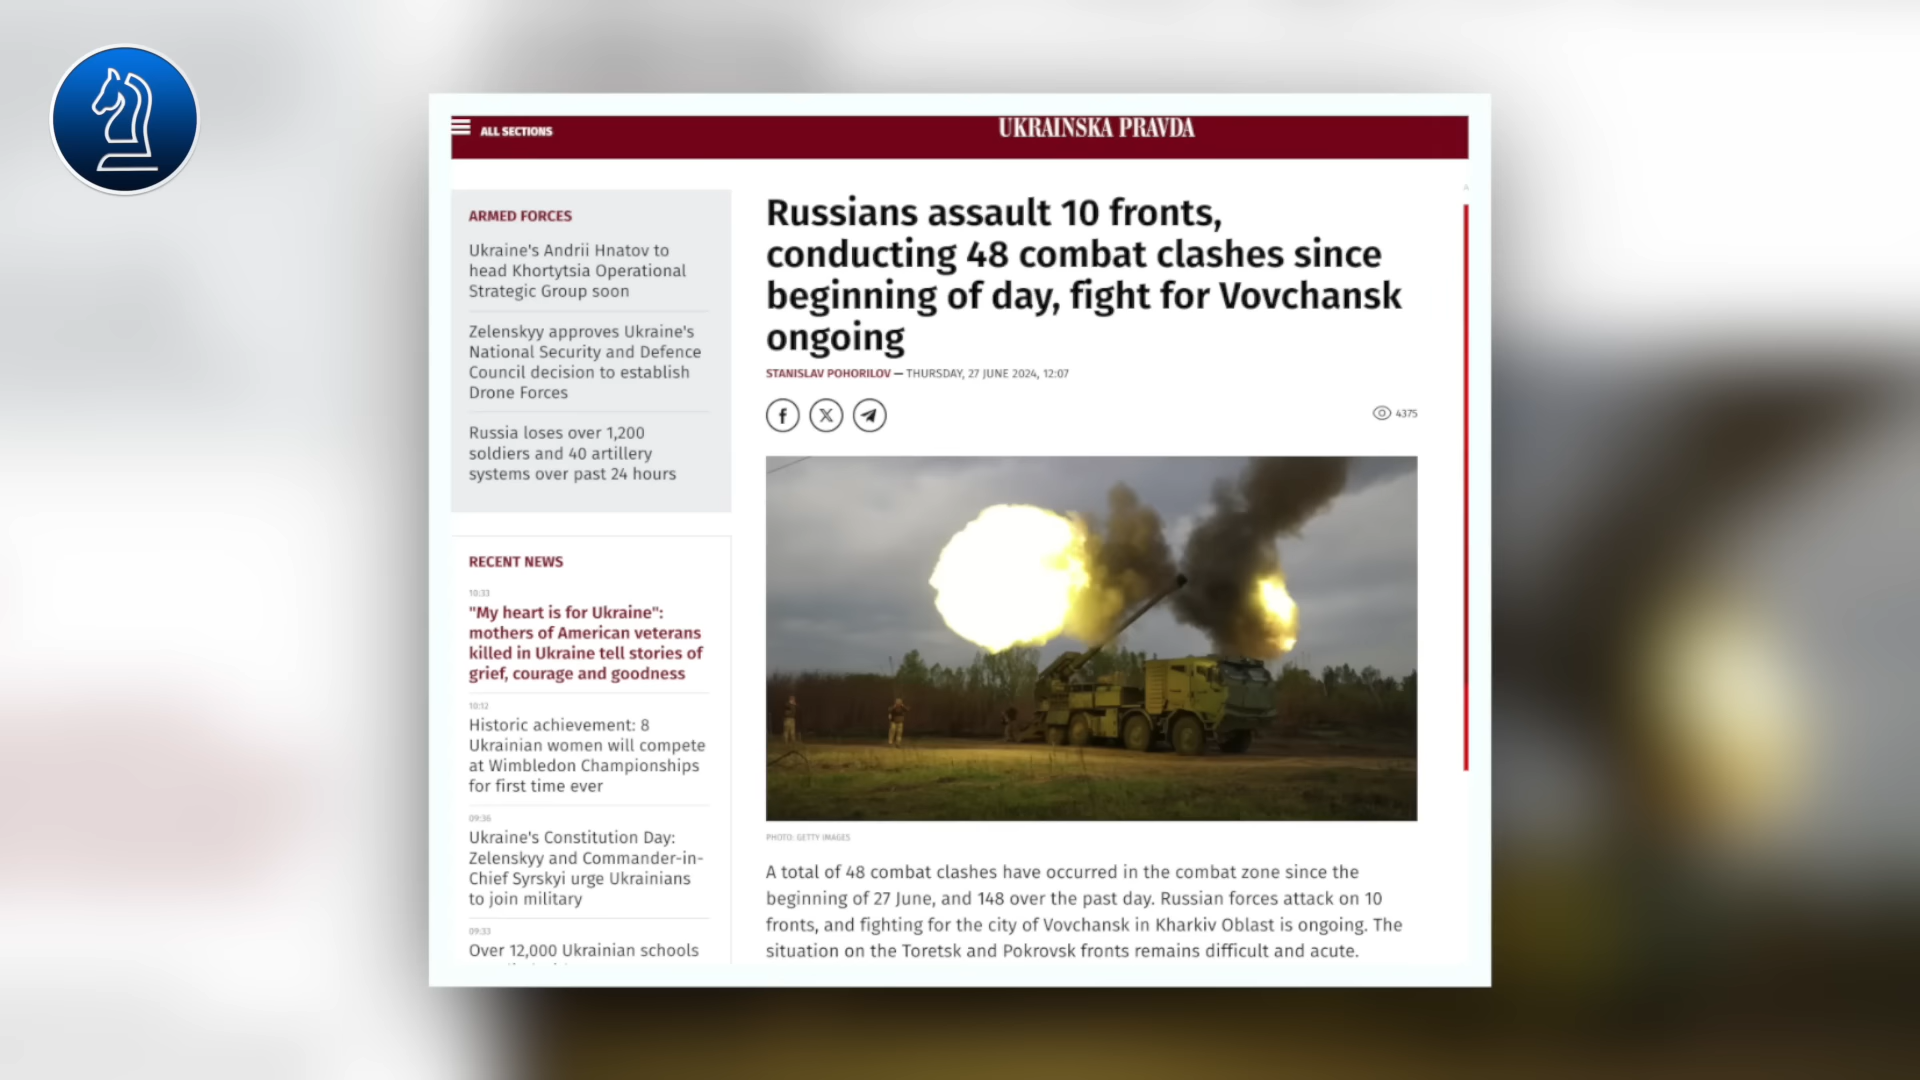 ALL SECTIONS
UKRAINSKA PRAVDA
ARMED FORCES
Ukraine's Andrii Hnatov to
head Khortytsia Operational
Strategic Group soon
Zelenskyy approves Ukraine's
National Security and Defence
Council decision to establish
Drone Forces
Russia loses over 1,200
soldiers and 40 artillery
systems over past 24 hours
RECENT NEWS
10:33
"My heart is for Ukraine":
mothers of American veterans
killed in Ukraine tell stories of
grief, courage and goodness
10:12
Historic achievement: 8
Ukrainian women will compete
at Wimbledon Championships
for first time ever
09:36
Ukraine's Constitution Day:
Zelenskyy and Commander-in-
Chief Syrskyi urge Ukrainians
to join military
09:33
Over 12,000 Ukrainian schools
Russians assault 10 fronts,
conducting 48 combat clashes since
beginning of day, fight for Vovchansk
ongoing
STANISLAV POHORILOV — THURSDAY, 27 JUNE 2024, 12:07
4375
PHOTO: GETTY IMAGES
A total of 48 combat clashes have occurred in the combat zone since the
beginning of 27 June, and 148 over the past day. Russian forces attack on 10
fronts, and fighting for the city of Vovchansk in Kharkiv Oblast is ongoing. The
situation on the Toretsk and Pokrovsk fronts remains difficult and acute.